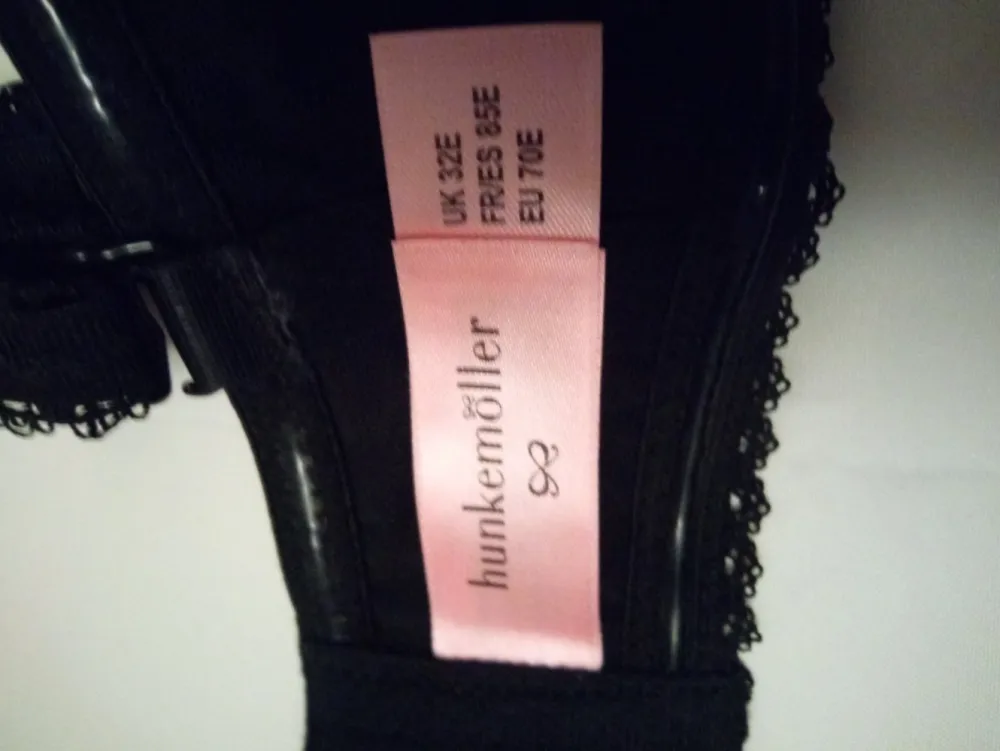 UK 32E
FR/ES 85E
EU 70E
hunkemöller